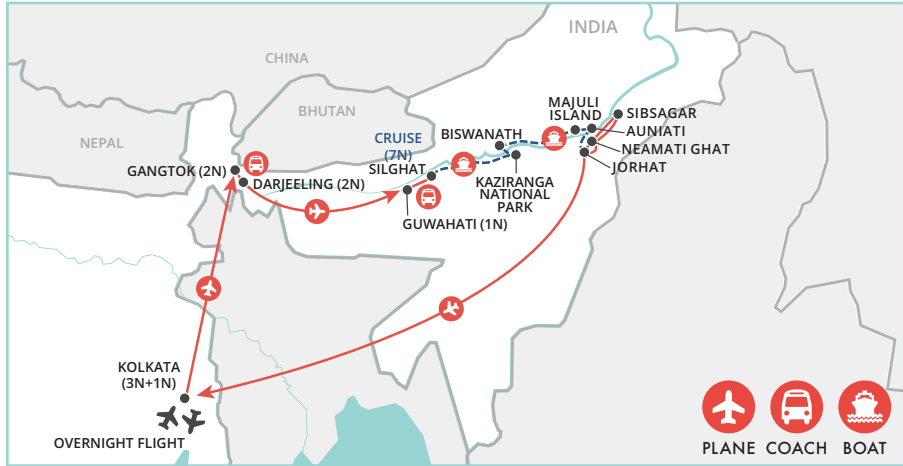 INDIA
CHINA
BHUTAN
NEPAL
MAJULI
ISLAND
SIBSAGAR
AUNIATI
NEAMATI GHAT
JORHAT
BISWANATH
CRUISE
(7N)
SILGHAT
KAZIRANGA
NATIONAL
PARK
GANGTOK (2N)
DARJEELING (2N)
GUWAHATI (1N)
KOLKATA
(3N+1N)
OVERNIGHT FLIGHT
PLANE
COACH
BOAT